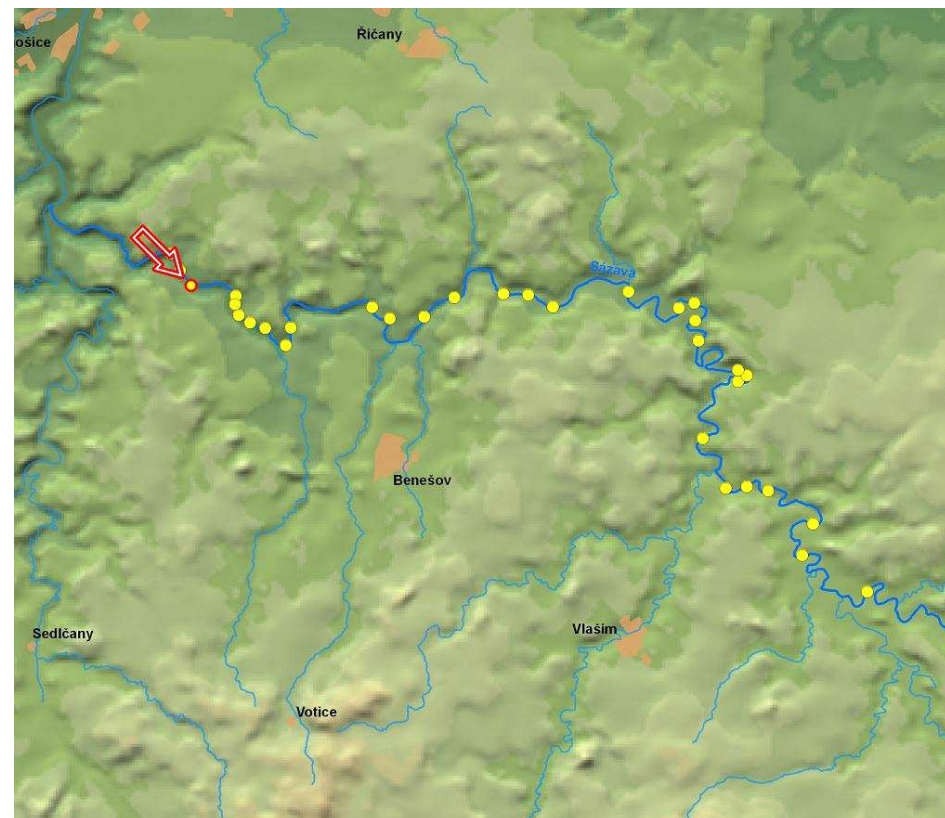 Říčany
ošice
Sázava
Benešov
Vlašim
Sedlčany
Votice